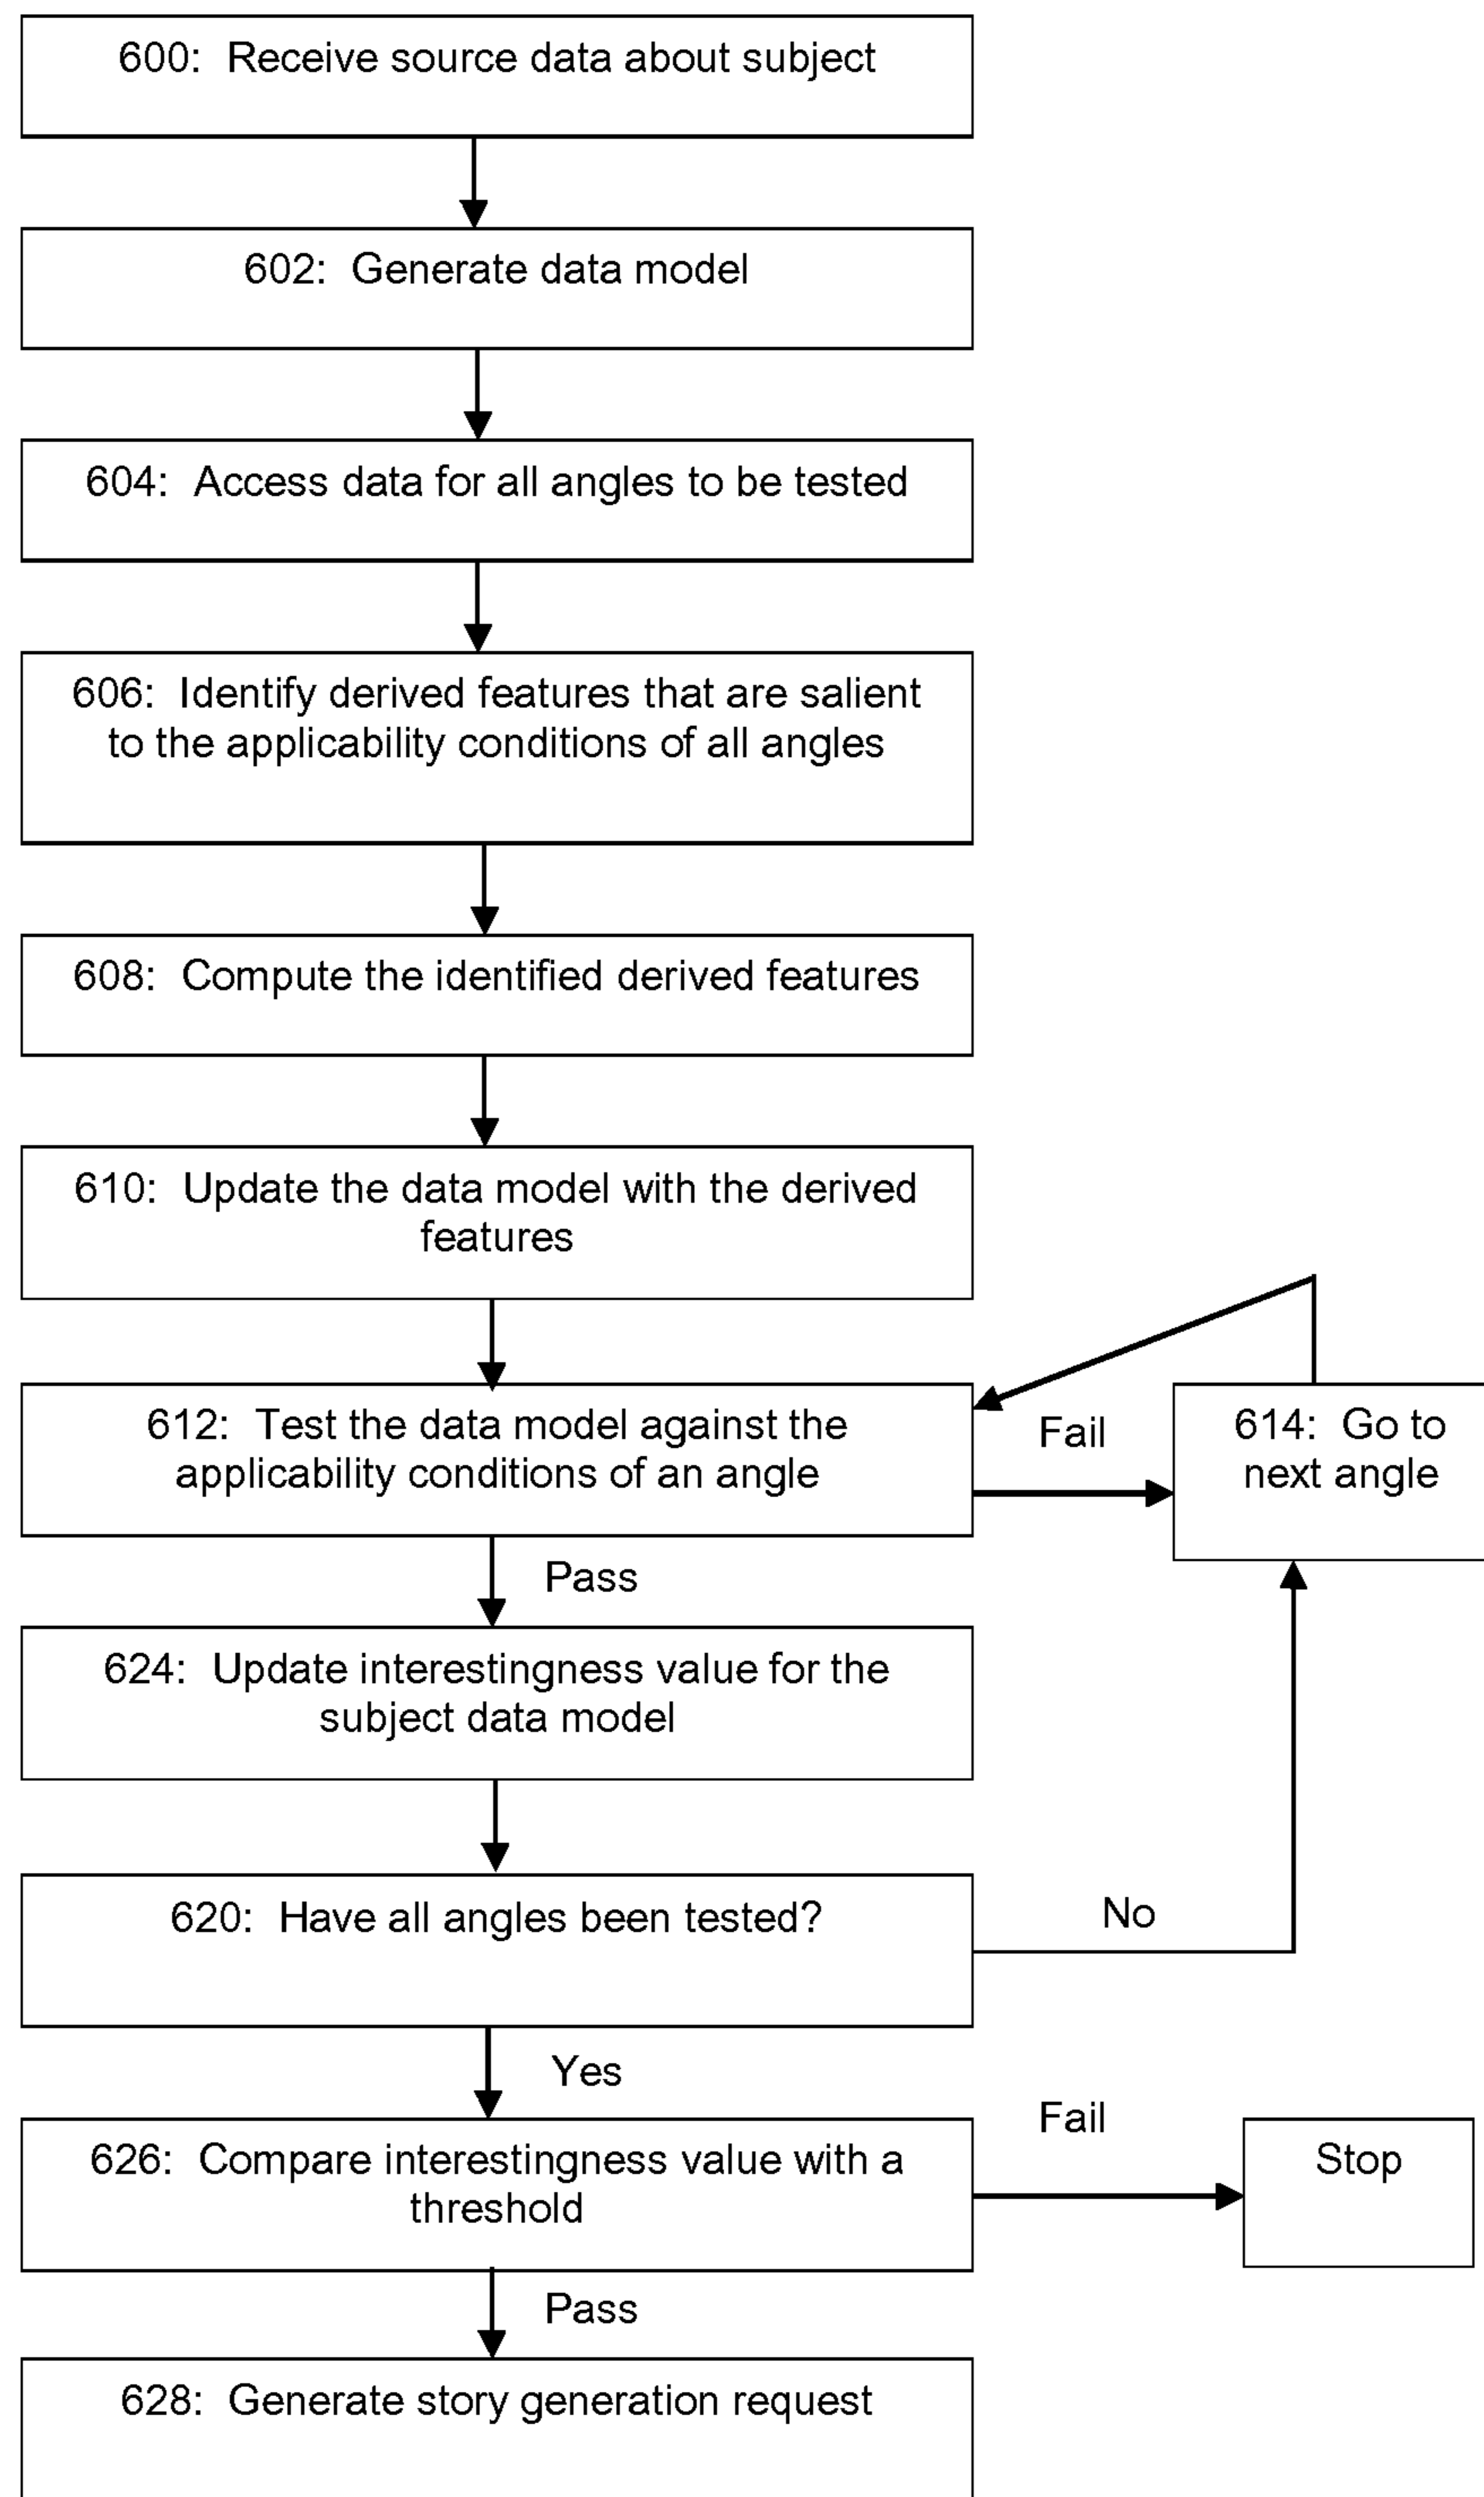 600: Receive source data about subject
602: Generate data model
604: Access data for all angles to be tested
606: Identify derived features that are salient
to the applicability conditions of all angles
608: Compute the identified derived features
610: Update the data model with the derived
features
612: Test the data model against the
applicability conditions of an angle
Fail
614: Go to
next angle
Pass
624: Update interestingness value for the
subject data model
620: Have all angles been tested?
No
Yes
626: Compare interestingness value with a
threshold
Fail
Stop
Pass
628: Generate story generation request